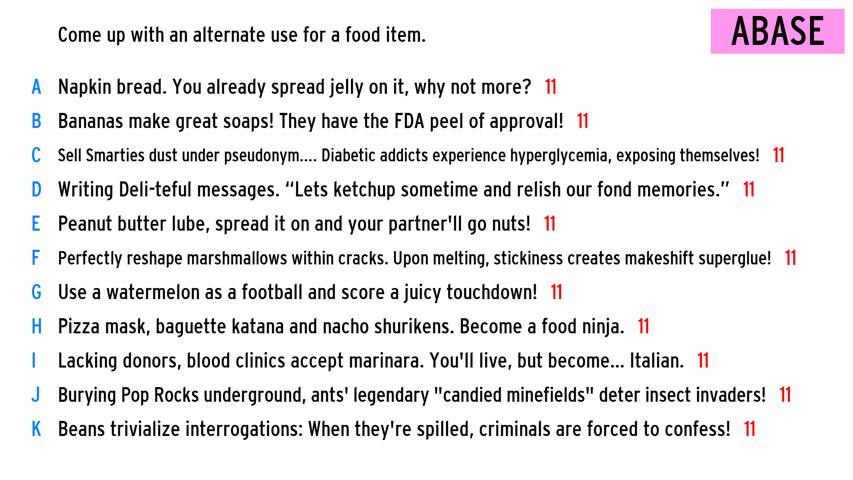 Come up with an alternate use for a food item.
ABASE
A Napkin bread. You already spread jelly on it, why not more? 11
B Bananas make great soaps! They have the FDA peel of approval! 11
C Sell Smarties dust under pseudonym.... Diabetic addicts experience hyperglycemia, exposing themselves! 11
D Writing Deli-teful messages. “Lets ketchup sometime and relish our fond memories.” 11
E Peanut butter lube, spread it on and your partner'll go nuts! 11
F Perfectly reshape marshmallows within cracks. Upon melting, stickiness creates makeshift superglue! 11
G Use a watermelon as a football and score a juicy touchdown! 11
H Pizza mask, baguette katana and nacho shurikens. Become a food ninja. 11
I Lacking donors, blood clinics accept marinara. You'll live, but become... Italian. 11
J Burying Pop Rocks underground, ants' legendary "candied minefields" deter insect invaders! 11
K Beans trivialize interrogations: When they're spilled, criminals are forced to confess! 11